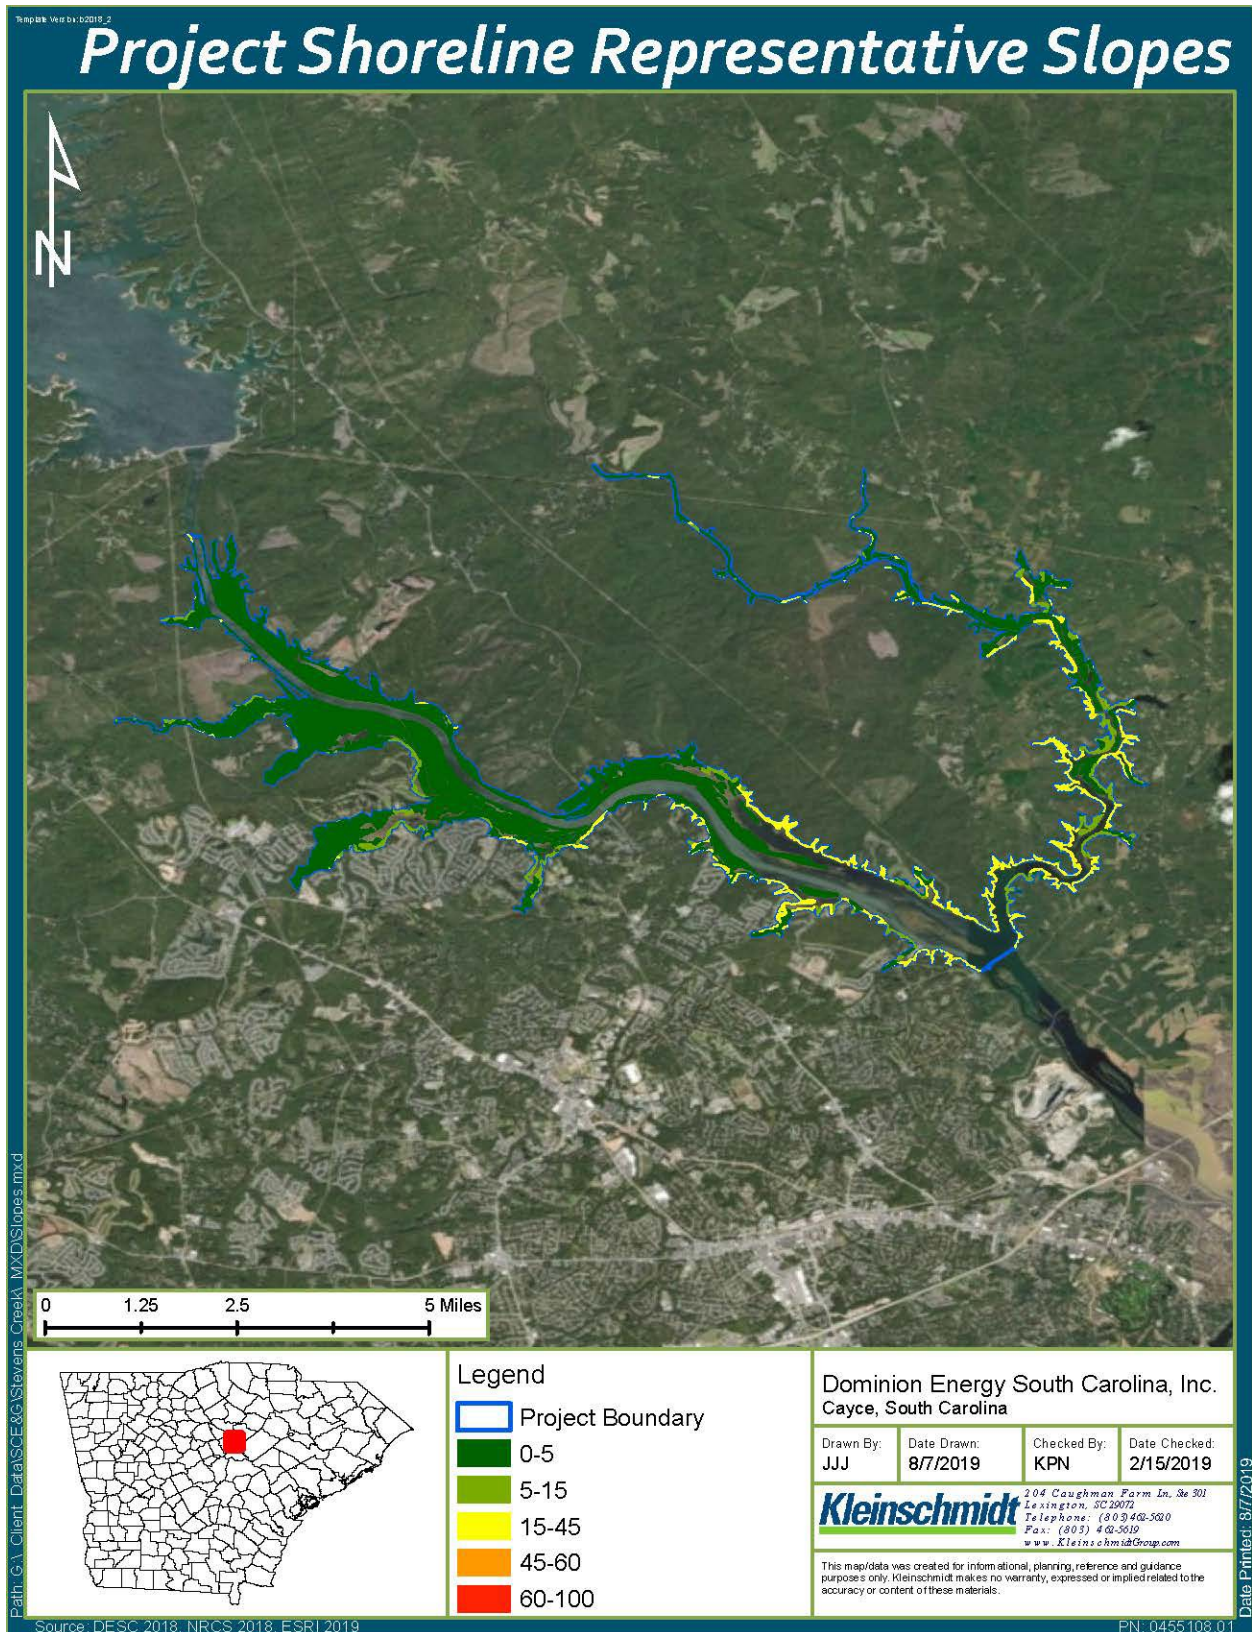 Template Version: b2018_2
Project Shoreline Representative Slopes
N
0 1.25 2.5 5 Miles
Path: G:\_Client_Data\SCE&G\Stevens Creek\_MXD\Slopes.mxd
Legend
Project Boundary
0-5
5-15
15-45
45-60
60-100
Dominion Energy South Carolina, Inc.
Cayce, South Carolina
Drawn By:
JJJ
Date Drawn:
8/7/2019
Checked By:
KPN
Date Checked:
2/15/2019
Kleinschmidt
204 Caughman Farm Ln, Ste 301
Lexington, SC 29072
Telephone: (803) 462-5620
Fax: (803) 462-5619
www.KleinschmidtGroup.com
This map/data was created for informational, planning, reference and guidance
purposes only. Kleinschmidt makes no warranty, expressed or implied related to the
accuracy or content of these materials.
Date Printed: 8/7/2019
Source: DESC 2018, NRCS 2018, ESRI 2019
PN: 0455108.01